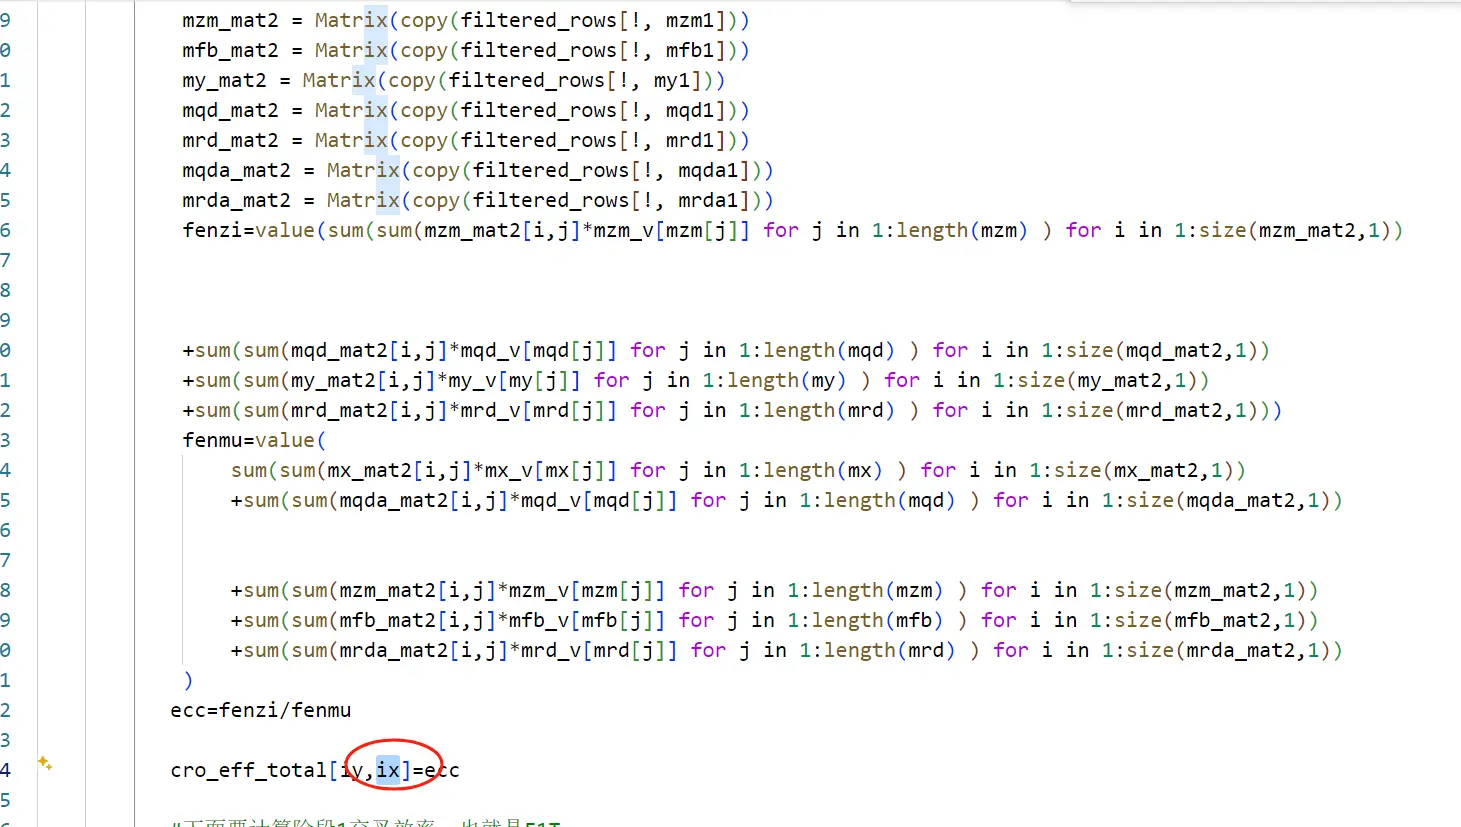 9 mzm_mat2 = Matrix(copy(filtered_rows[!, mzm1]))
0 mfb_mat2 = Matrix(copy(filtered_rows[!, mfb1]))
1 my_mat2 = Matrix(copy(filtered_rows[!, my1]))
2 mqd_mat2 = Matrix(copy(filtered_rows[!, mqd1]))
3 mrd_mat2 = Matrix(copy(filtered_rows[!, mrd1]))
4 mqda_mat2 = Matrix(copy(filtered_rows[!, mqda1]))
5 mrda_mat2 = Matrix(copy(filtered_rows[!, mrda1]))
6 fenzi=value(sum(sum(mzm_mat2[i,j]*mzm_v[mzm[j]] for j in 1:length(mzm) ) for i in 1:size(mzm_mat2,1))
7
8
9
0 +sum(sum(mqd_mat2[i,j]*mqd_v[mqd[j]] for j in 1:length(mqd) ) for i in 1:size(mqd_mat2,1))
1 +sum(sum(my_mat2[i,j]*my_v[my[j]] for j in 1:length(my) ) for i in 1:size(my_mat2,1))
2 +sum(sum(mrd_mat2[i,j]*mrd_v[mrd[j]] for j in 1:length(mrd) ) for i in 1:size(mrd_mat2,1)))
3 fenmu=value(
4 sum(sum(mx_mat2[i,j]*mx_v[mx[j]] for j in 1:length(mx) ) for i in 1:size(mx_mat2,1))
5 +sum(sum(mqda_mat2[i,j]*mqd_v[mqd[j]] for j in 1:length(mqd) ) for i in 1:size(mqda_mat2,1))
6
7
8 +sum(sum(mzm_mat2[i,j]*mzm_v[mzm[j]] for j in 1:length(mzm) ) for i in 1:size(mzm_mat2,1))
9 +sum(sum(mfb_mat2[i,j]*mfb_v[mfb[j]] for j in 1:length(mfb) ) for i in 1:size(mfb_mat2,1))
0 +sum(sum(mrda_mat2[i,j]*mrd_v[mrd[j]] for j in 1:length(mrd) ) for i in 1:size(mrda_mat2,1))
1 )
2 ecc=fenzi/fenmu
3
4 cro_eff_total[iy,ix]=ecc
5